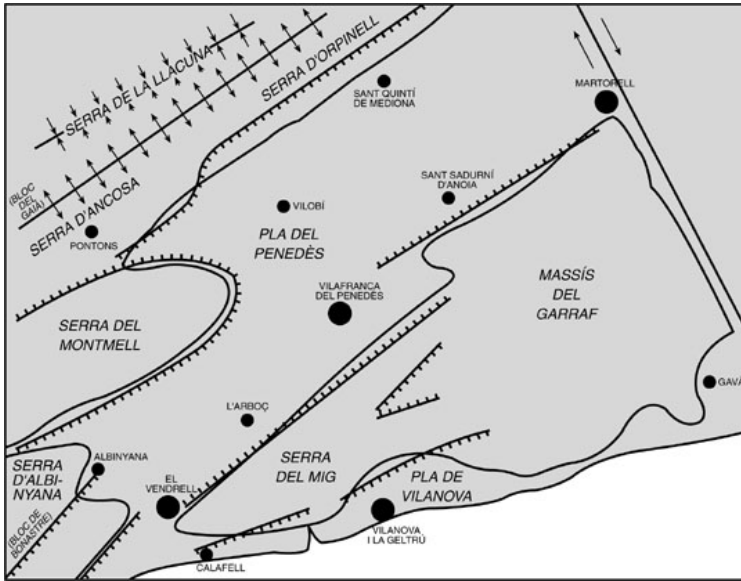 SERRA DE LA LLACUNA
SERRA D'ORPINELL
SANT QUINTÍ
DE MEDIONA
MARTORELL
(BLOC
DEL
GAIÀ)
SERRA D'ANCOSA
PONTONS
VILOBÍ
SANT SADURNÍ
D'ANOIA
PLA DEL
PENEDÈS
VILAFRANCA
DEL PENEDÈS
MASSÍS
DEL
GARRAF
SERRA DEL
MONTMELL
GAVÀ
L'ARBOÇ
ALBINYANA
SERRA
D'ALBI-
NYANA
(BLOC DE
BONASTRE)
EL
VENDRELL
SERRA
DEL MIG
PLA DE
VILANOVA
VILANOVA
I LA GELTRÚ
CALAFELL